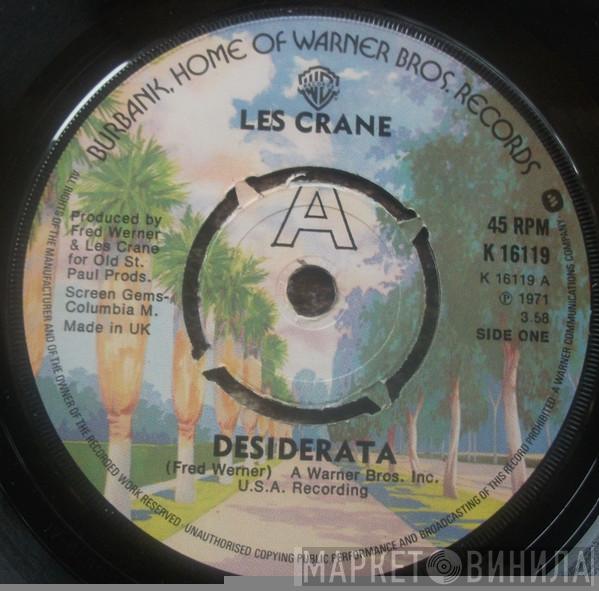 BURBANK, HOME OF WARNER BROS. RECORDS
LES CRANE
A
Produced by
Fred Werner
& Les Crane
for Old St.
Paul Prods.
Screen Gems-
Columbia M.
Made in UK
45 RPM
K 16119
K 16119 A
℗ 1971
3.58
SIDE ONE
DESIDERATA
(Fred Werner) A Warner Bros. Inc.
U.S.A. Recording
ALL RIGHTS OF THE MANUFACTURER AND OF THE OWNER OF THE RECORDED WORK RESERVED · UNAUTHORISED COPYING PUBLIC PERFORMANCE AND BROADCASTING OF THIS RECORD PROHIBITED · A WARNER COMMUNICATIONS COMPANY
МАРКЕТ ВИНИЛА